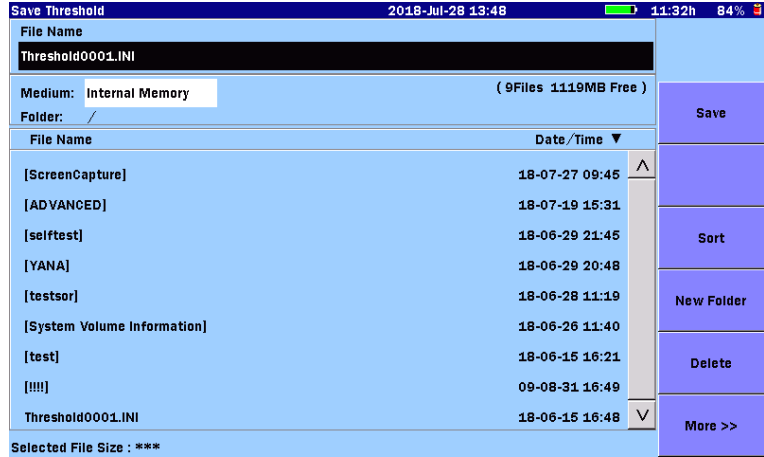 Save Threshold 2018-Jul-28 13:48 11:32h 84%
File Name
Threshold0001.INI
Medium: Internal Memory ( 9Files 1119MB Free )
Folder: /
File Name Date/Time ▼
[ScreenCapture] 18-07-27 09:45
[ADVANCED] 18-07-19 15:31
[selftest] 18-06-29 21:45
[YANA] 18-06-29 20:48
[testsor] 18-06-28 11:19
[System Volume Information] 18-06-26 11:40
[test] 18-06-15 16:21
[!!!!] 09-08-31 16:49
Threshold0001.INI 18-06-15 16:48
Selected File Size : ***
Save
Sort
New Folder
Delete
More >>